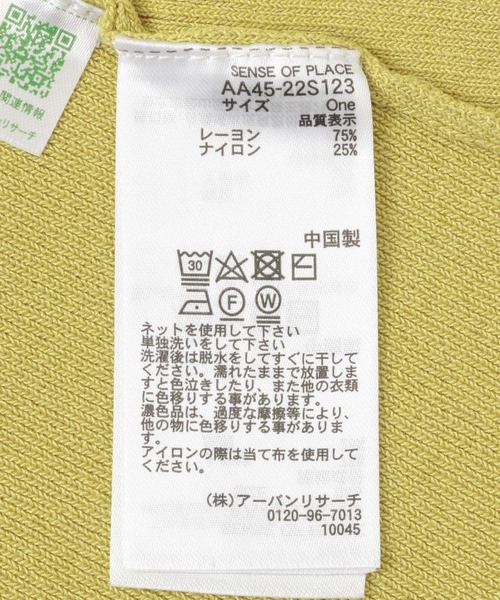 関連情報
アーバンリサーチ
SENSE OF PLACE
AA45-22S123
サイズ One
品質表示
レーヨン 75%
ナイロン 25%
中国製
30
F W
ネットを使用して下さい
単独洗いをして下さい
洗濯後は脱水をしてすぐに干して
ください。濡れたままで放置しま
すと色泣きしたり、また他の衣類
に色移りする事があります。
濃色品は、過度な摩擦等により、
他の物に色移りする事がありま
す。
アイロンの際は当て布を使用して
ください。
(株)アーバンリサーチ
0120-96-7013
10045